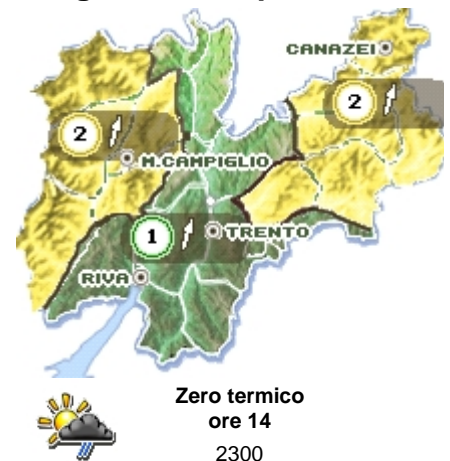 CANAZEI
2
2
M.CAMPIGLIO
1
TRENTO
RIVA
Zero termico
ore 14
2300